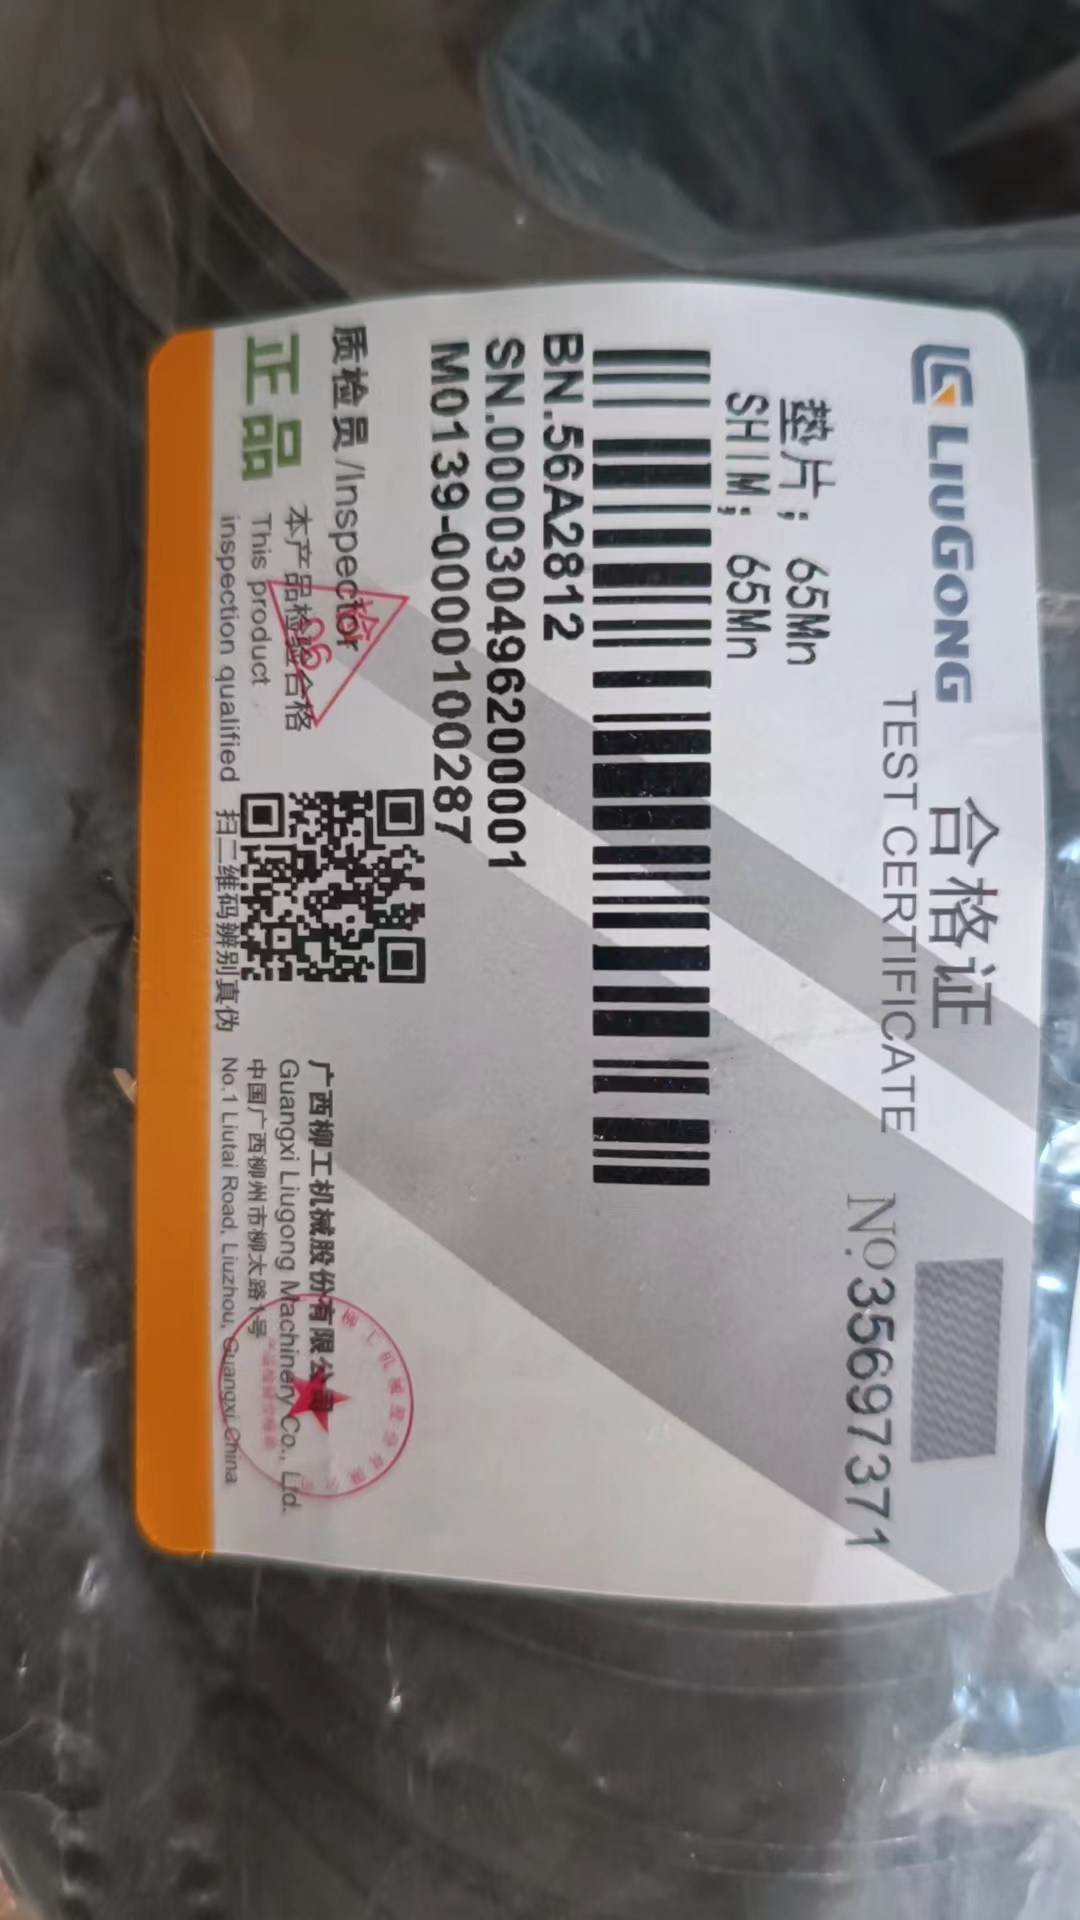 LIUGONG
合格证
TEST CERTIFICATE
No.35697371
垫片；65Mn
SHIM；65Mn
BN.56A2812
SN.000030496200001
M0139-0000100287
质检员/Inspector
检
06
正品
本产品检验合格
This product
inspection qualified
扫二维码辨别真伪
广西柳工机械股份有限公司
Guangxi Liugong Machinery Co., Ltd.
中国广西柳州市柳太路1号
No.1 Liutai Road, Liuzhou, Guangxi, China